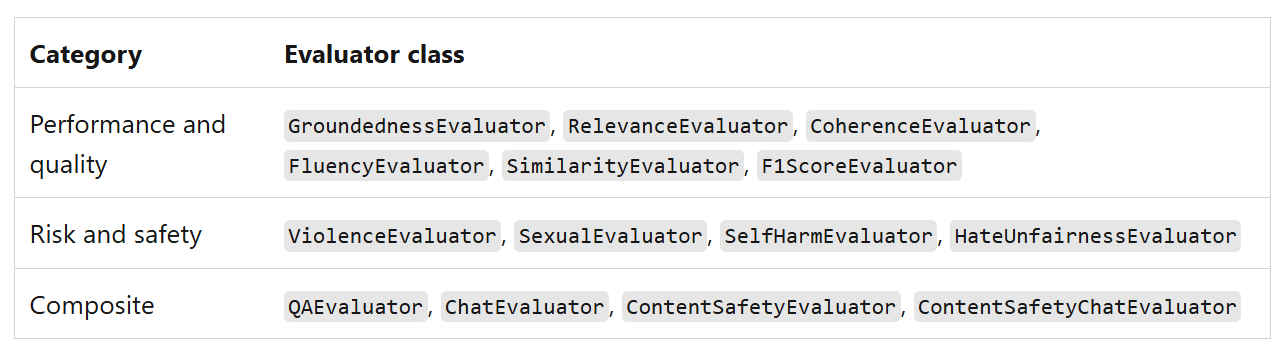 Category Evaluator class
Performance and quality GroundednessEvaluator, RelevanceEvaluator, CoherenceEvaluator,
FluencyEvaluator, SimilarityEvaluator, F1ScoreEvaluator
Risk and safety ViolenceEvaluator, SexualEvaluator, SelfHarmEvaluator, HateUnfairnessEvaluator
Composite QAEvaluator, ChatEvaluator, ContentSafetyEvaluator, ContentSafetyChatEvaluator